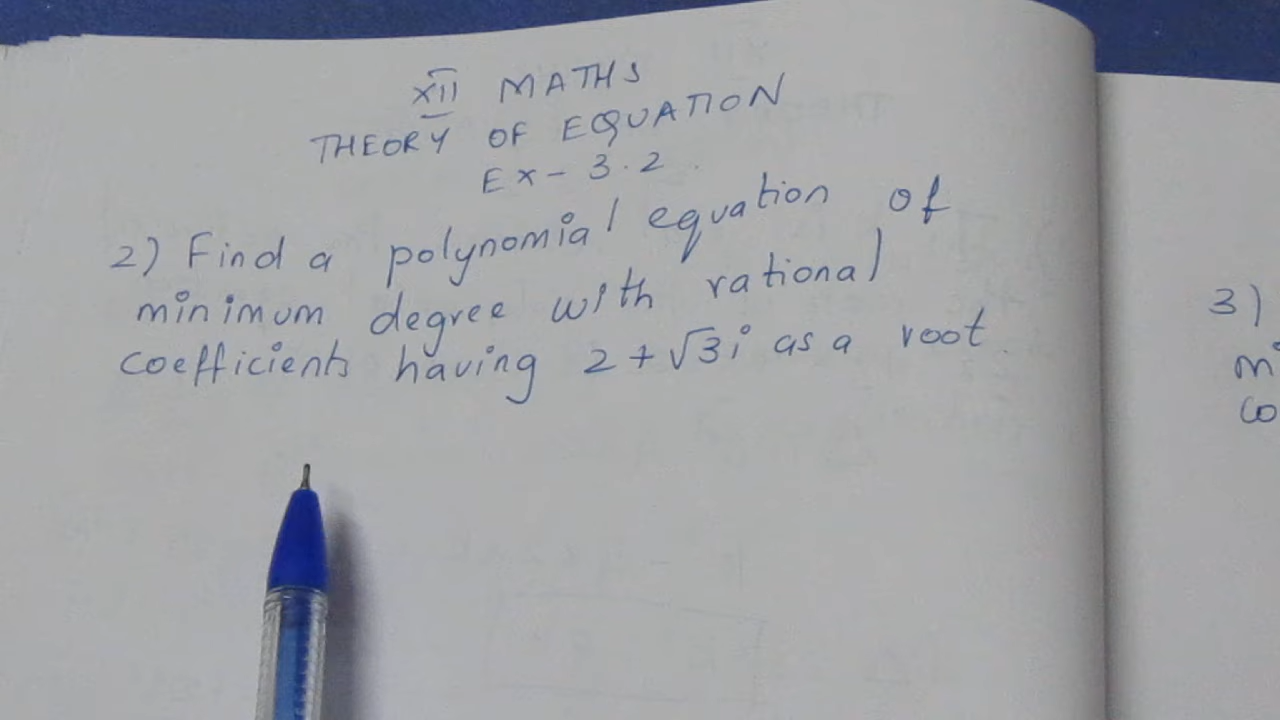 XII MATHS
THEORY OF EQUATION
Ex - 3.2
2) Find a polynomial equation of
minimum degree with rational
coefficients having 2 + √3i as a root
3)